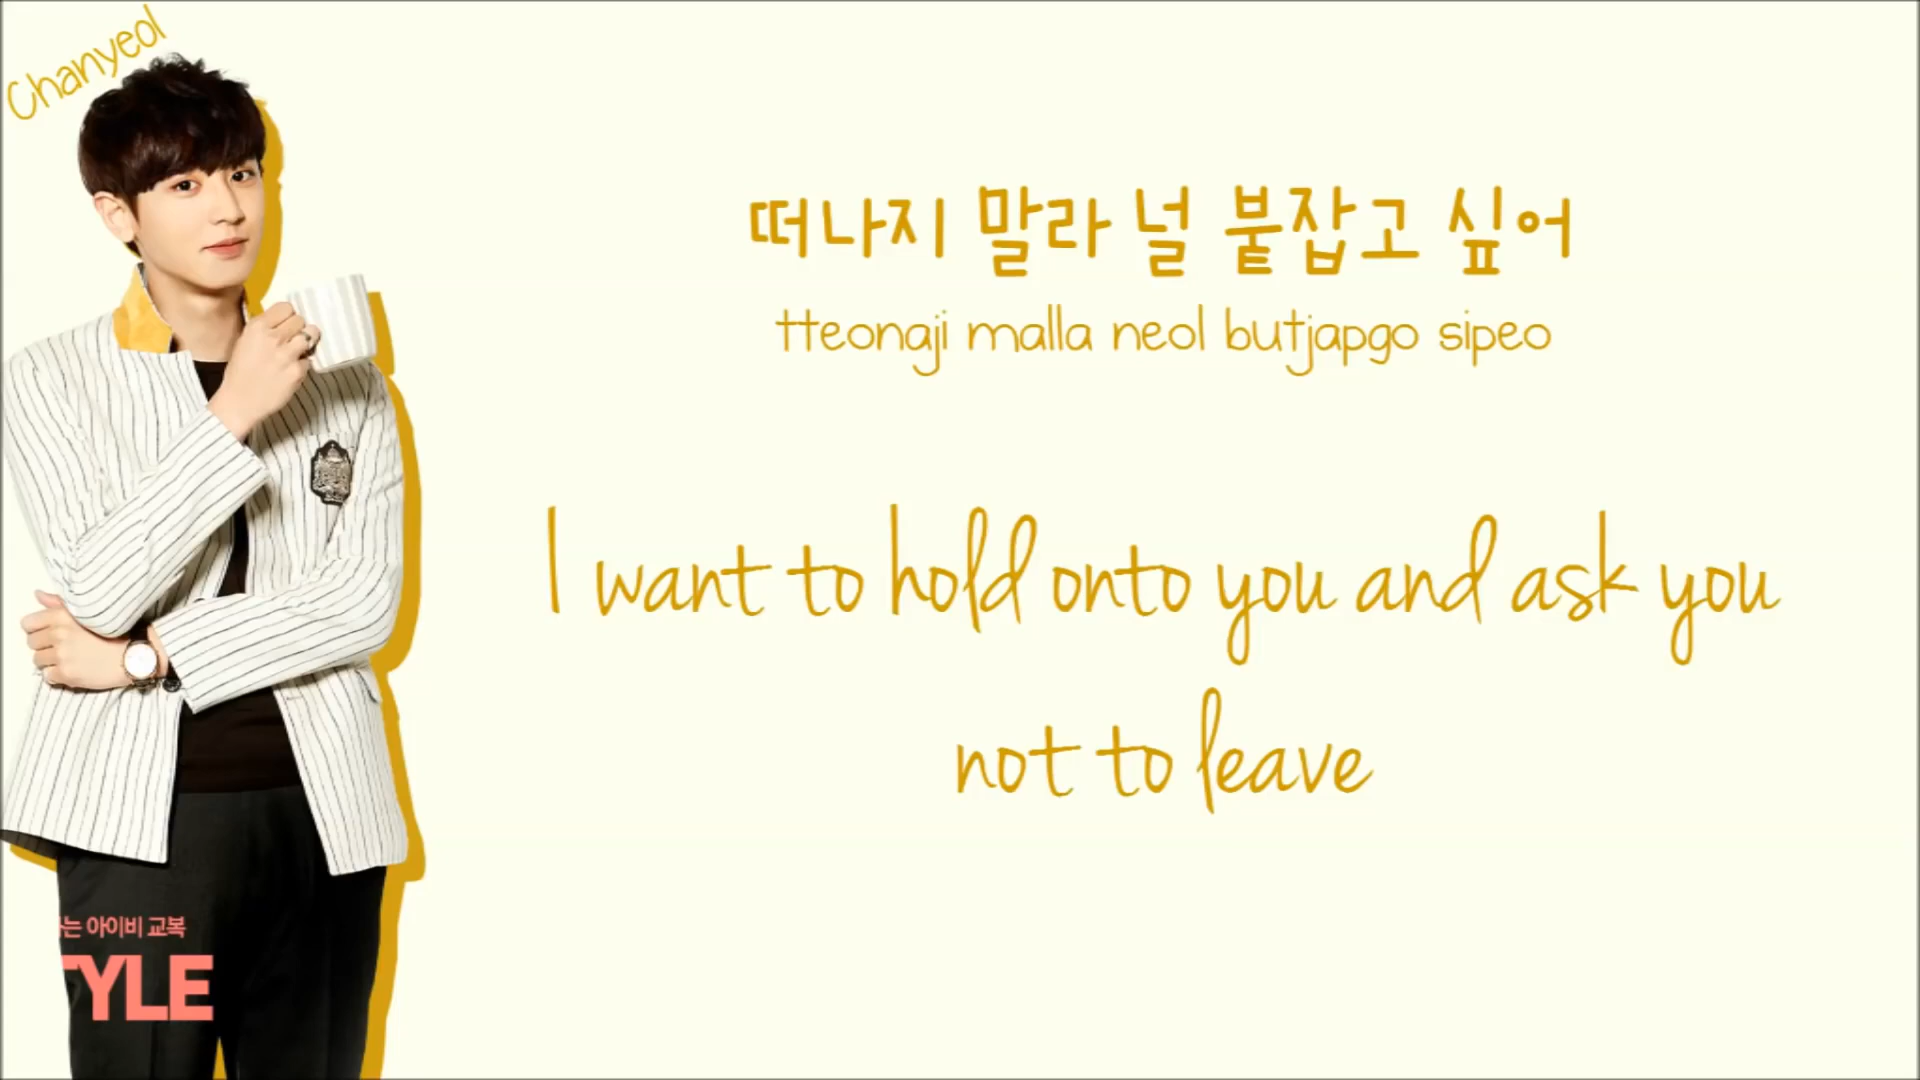 Chanyeol
떠나지 말라 널 붙잡고 싶어
tteonaji malla neol butjapgo sipeo
I want to hold onto you and ask you
not to leave
는 아이비 교복
TYLE